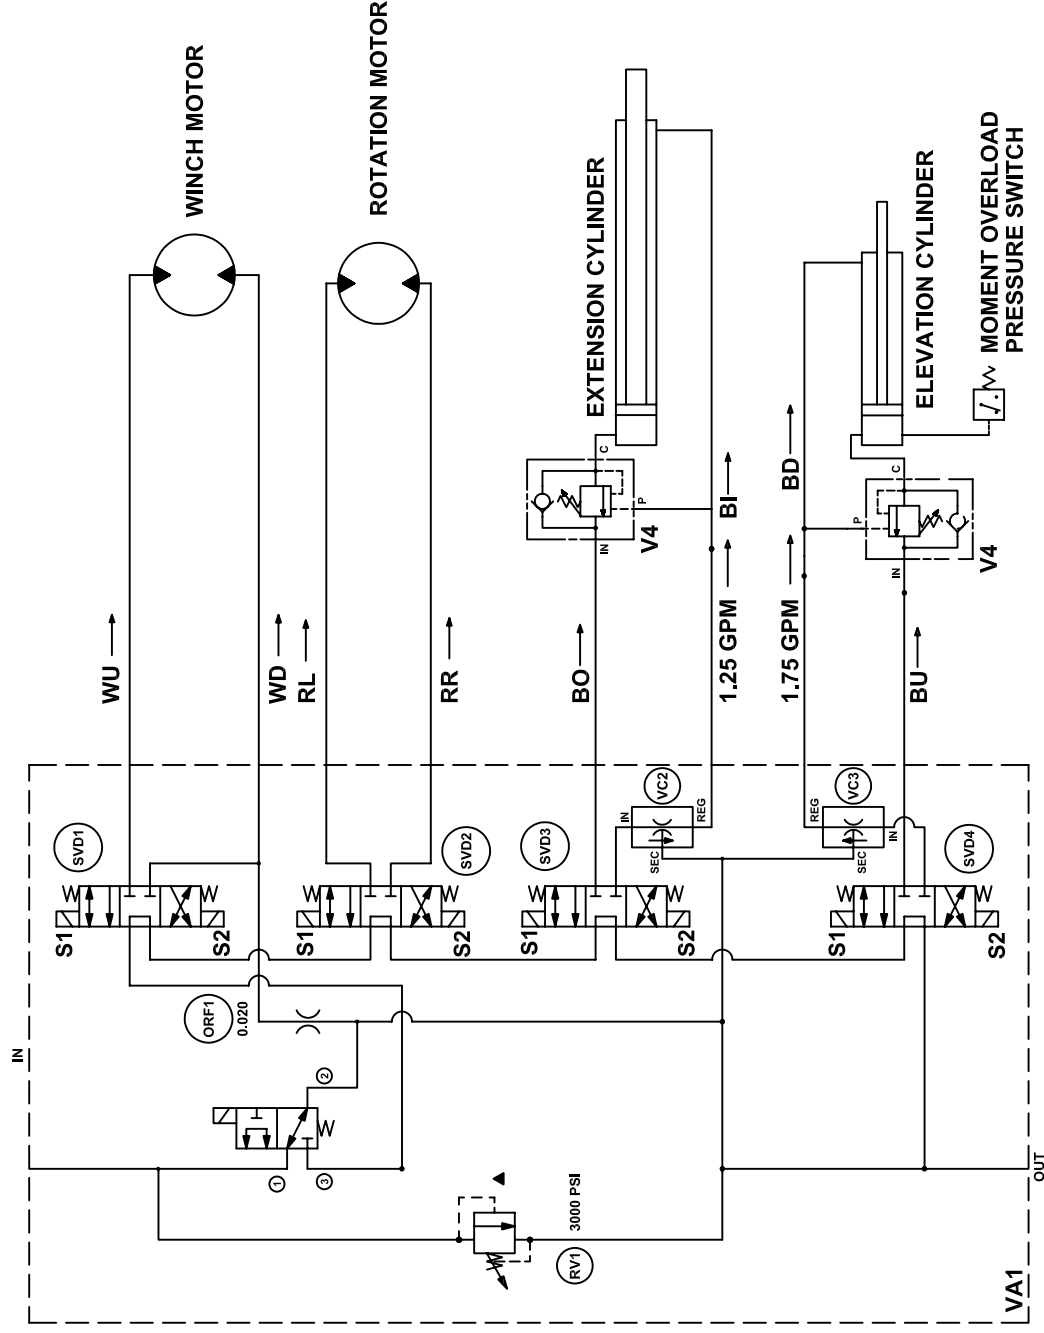 WINCH MOTOR
ROTATION MOTOR
EXTENSION CYLINDER
ELEVATION CYLINDER
MOMENT OVERLOAD
PRESSURE SWITCH
C
P
IN
V4
C
P
IN
V4
WU
WD
RL
RR
BO
BI
1.25 GPM
BD
1.75 GPM
BU
SVD1
S1
S2
SVD2
S1
S2
SVD3
S1
S2
VC2
IN
REG
SEC
VC3
REG
IN
SEC
SVD4
S1
S2
ORF1
0.020
IN
1
2
3
RV1
3000 PSI
OUT
VA1